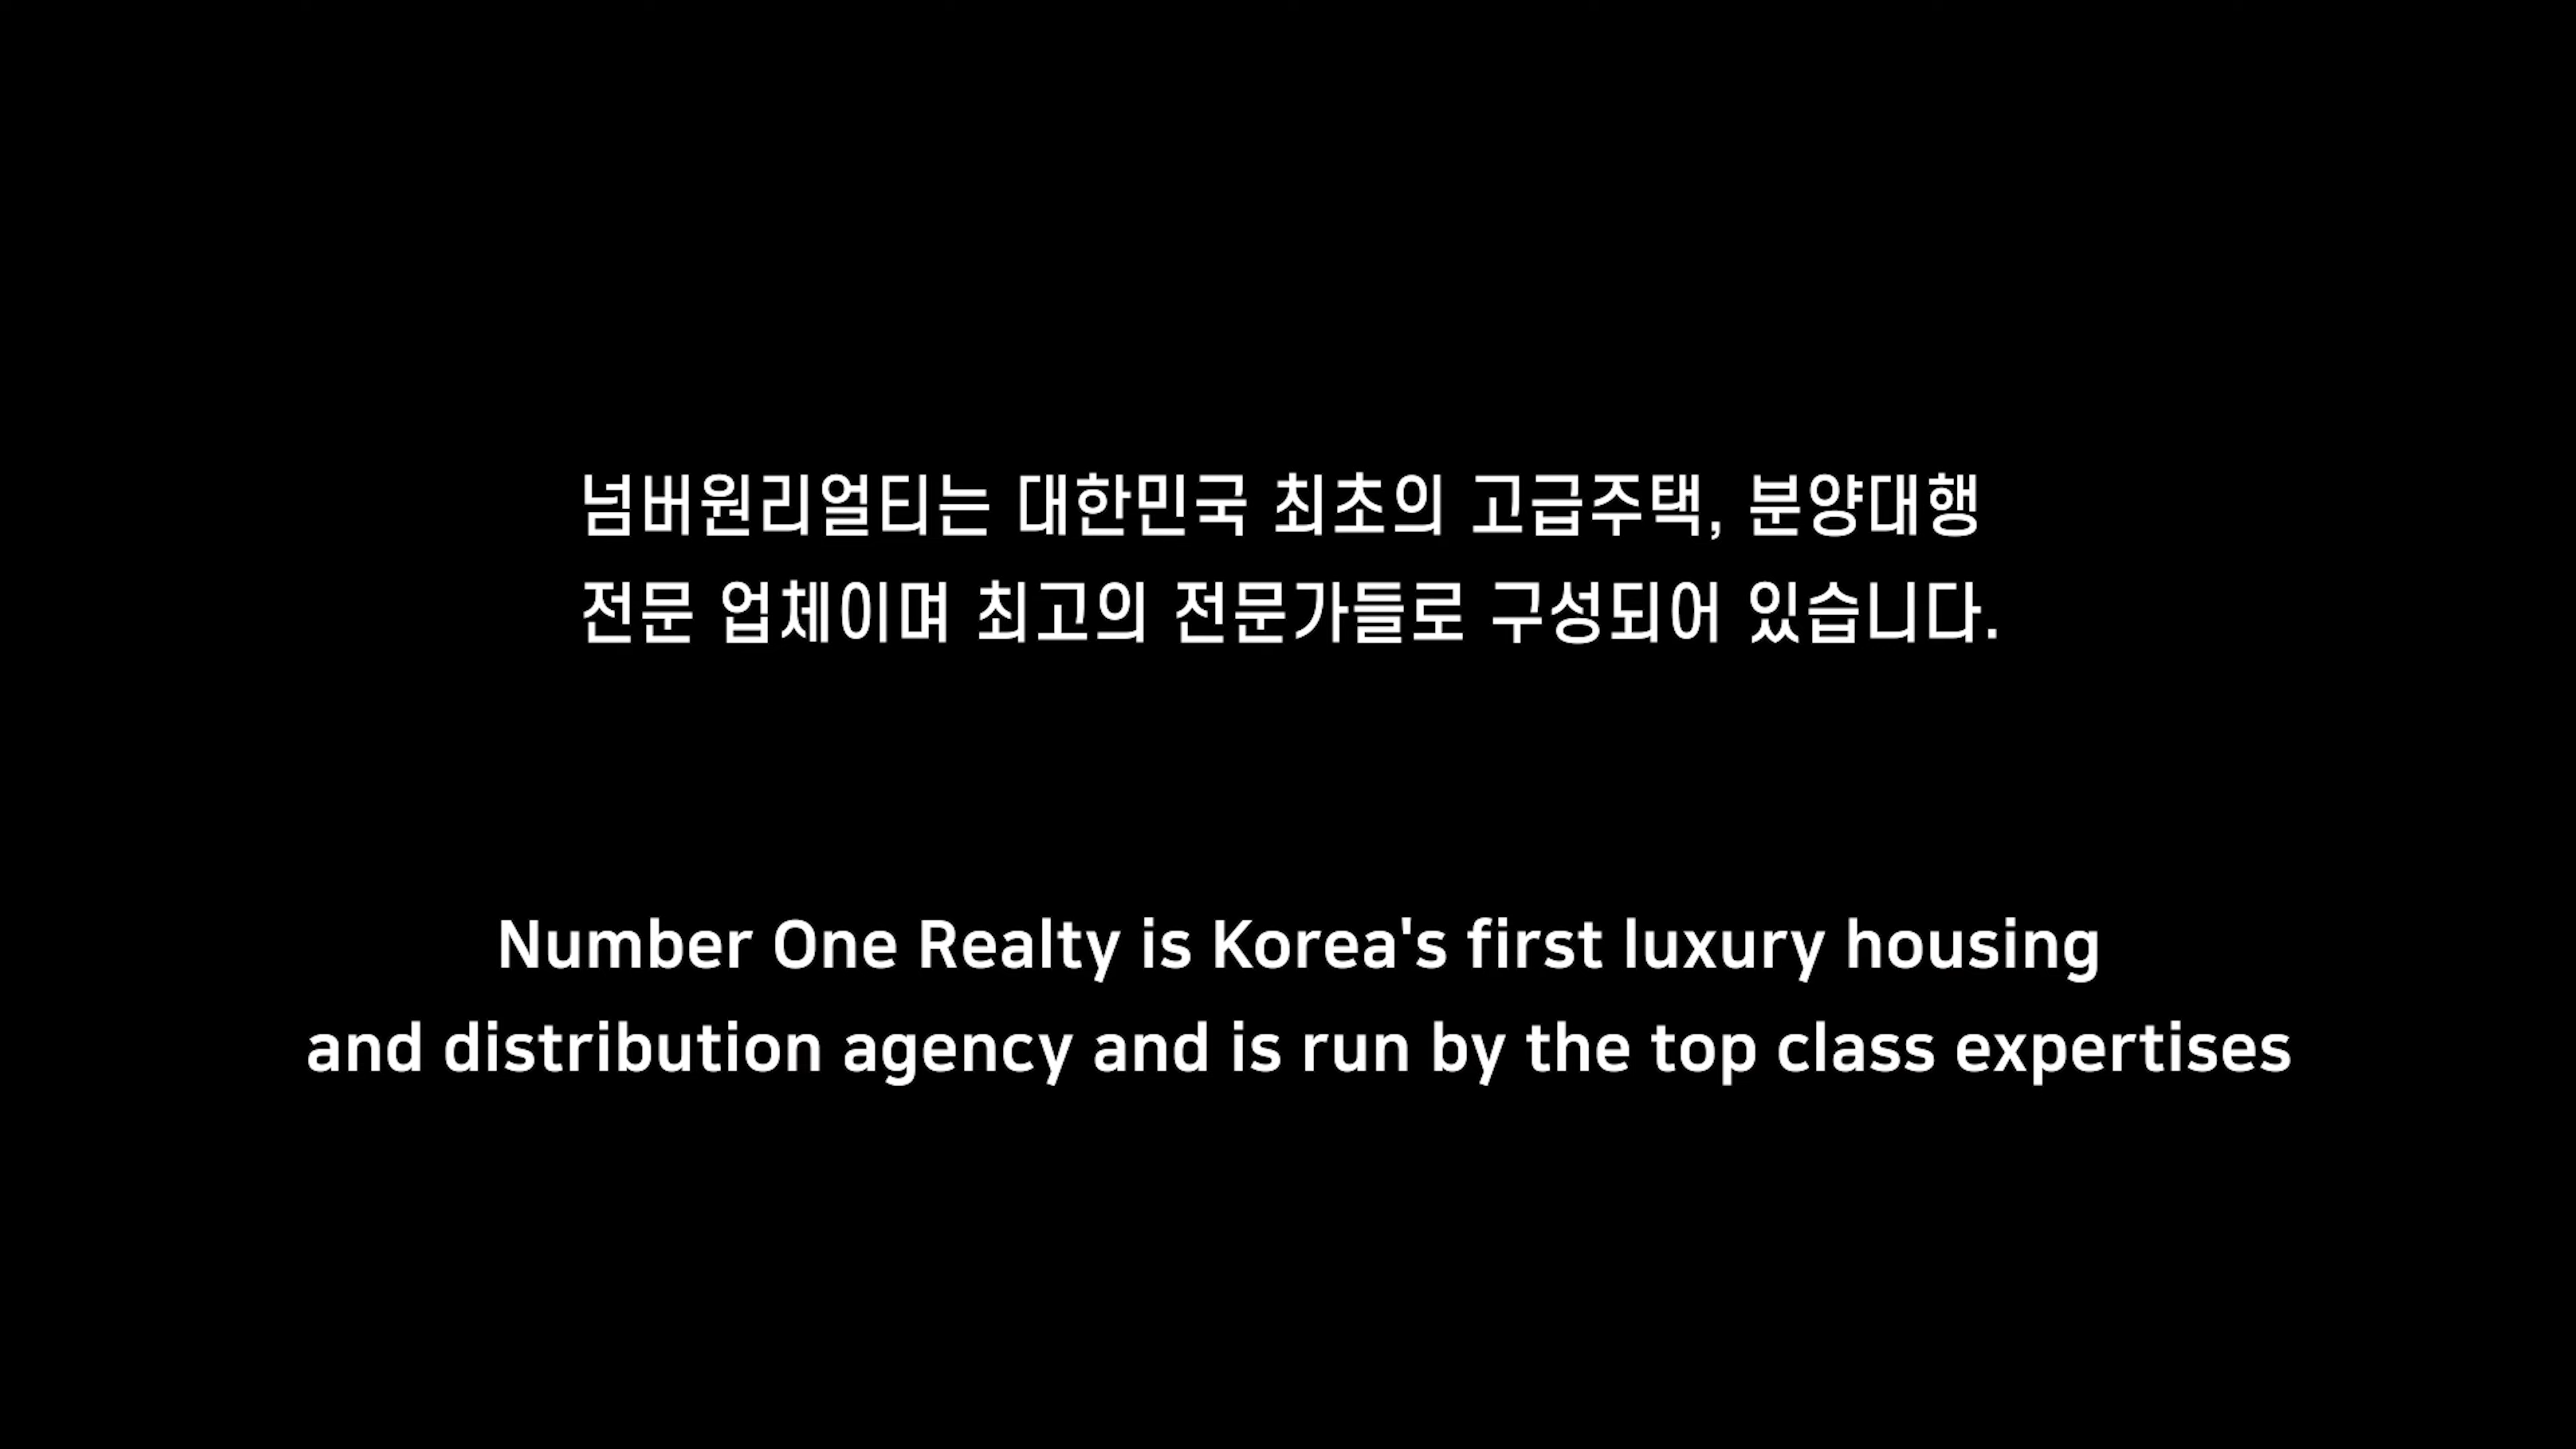 넘버원리얼티는 대한민국 최초의 고급주택, 분양대행
전문 업체이며 최고의 전문가들로 구성되어 있습니다.
Number One Realty is Korea's first luxury housing
and distribution agency and is run by the top class expertises